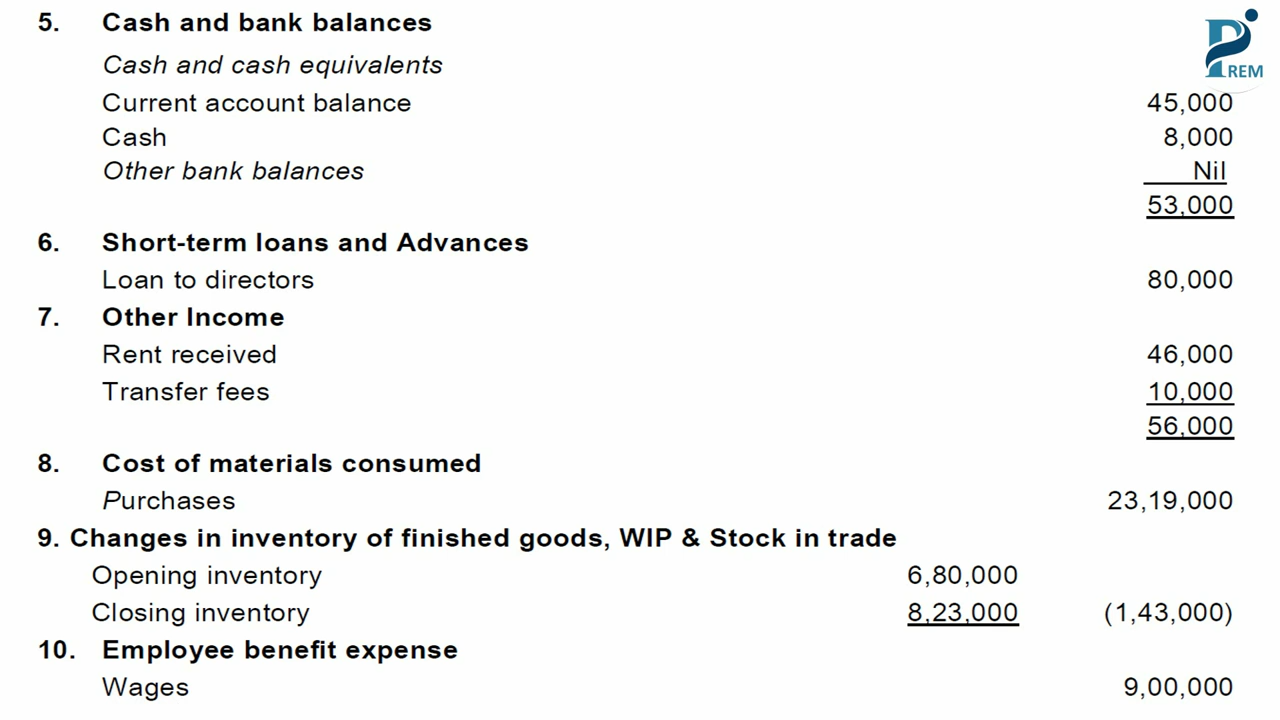 5. Cash and bank balances
Cash and cash equivalents
Current account balance 45,000
Cash 8,000
Other bank balances Nil
53,000
6. Short-term loans and Advances
Loan to directors 80,000
7. Other Income
Rent received 46,000
Transfer fees 10,000
56,000
8. Cost of materials consumed
Purchases 23,19,000
9. Changes in inventory of finished goods, WIP & Stock in trade
Opening inventory 6,80,000
Closing inventory 8,23,000 (1,43,000)
10. Employee benefit expense
Wages 9,00,000
PREM